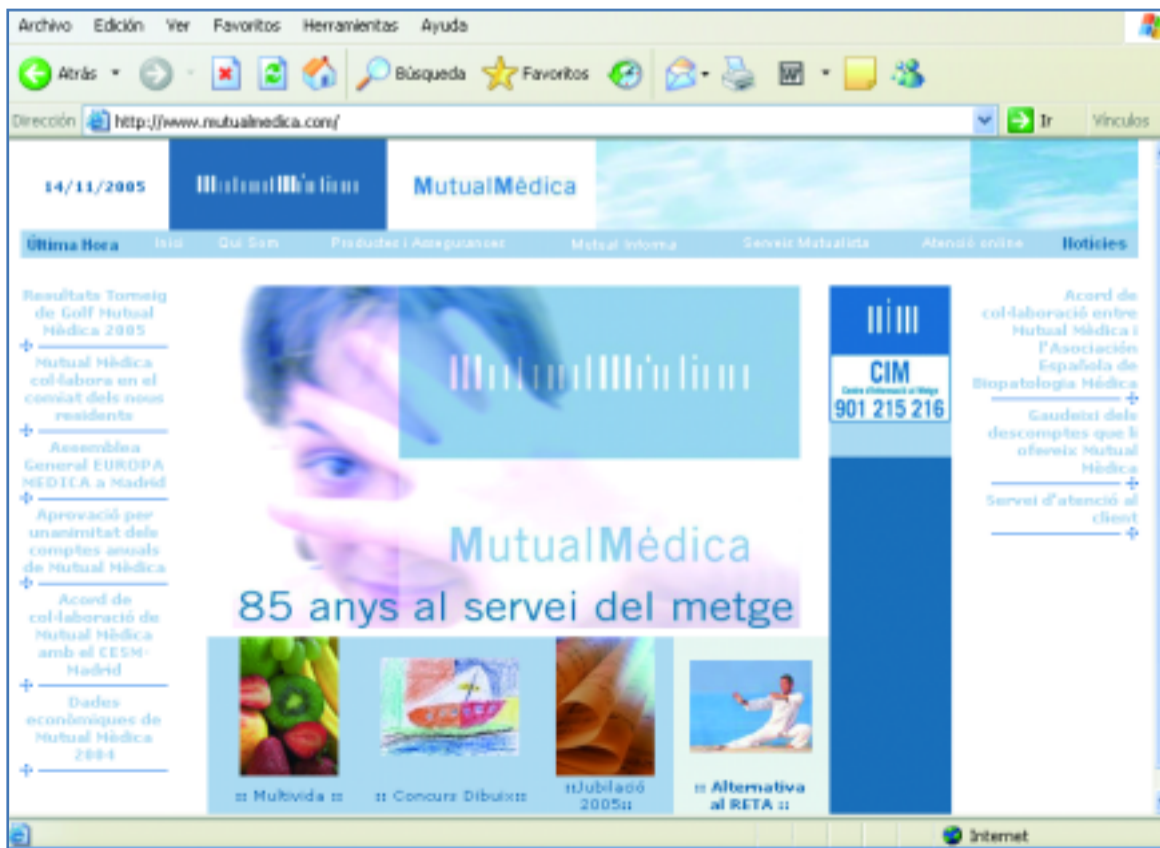 Archivo Edición Ver Favoritos Herramientas Ayuda
Atrás Búsqueda Favoritos
Dirección http://www.mutualmedica.com/ Ir Vínculos
14/11/2005 MutualMèdica
Última Hora Inici Qui Som Productes i Assegurances Mutual Informa Serveis Mutualista Atenció online Notícies
Resultats Torneig
de Golf Mutual
Mèdica 2005
Mutual Mèdica
col·labora en el
comiat dels nous
residents
Assemblea
General EUROPA
MEDICA a Madrid
Aprovació per
unanimitat dels
comptes anuals
de Mutual Mèdica
Acord de
col·laboració de
Mutual Mèdica
amb el CESM-
Madrid
Dades
econòmiques de
Mutual Mèdica
2004
MutualMèdica
85 anys al servei del metge
:: Multivida ::
:: Concurs Dibuix::
::Jubilació
2005::
:: Alternativa
al RETA ::
CIM
Centre d'Informació al Metge
901 215 216
Acord de
col·laboració entre
Mutual Mèdica i
l'Asociación
Española de
Biopatologia Médica
Gaudeixi dels
descomptes que li
ofereix Mutual
Mèdica
Servei d'atenció al
client
Internet